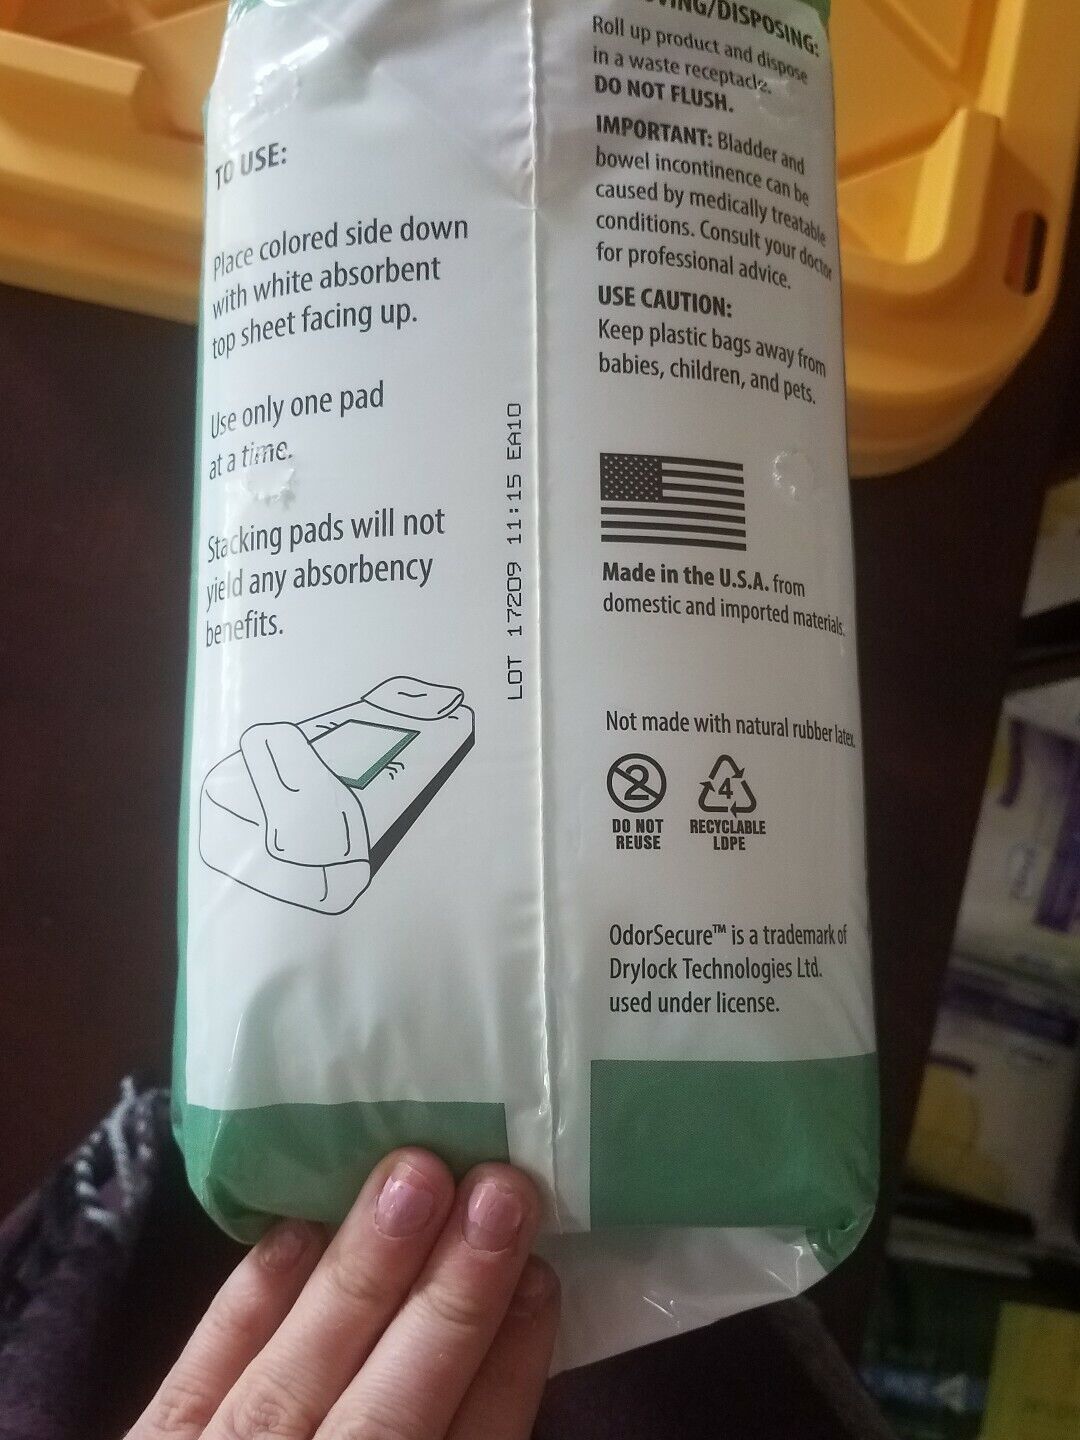 TO USE:
Place colored side down
with white absorbent
top sheet facing up.
Use only one pad
at a time.
Stacking pads will not
yield any absorbency
benefits.
LOT 17209 11:15 EA10
/DISPOSING:
Roll up product and dispose
in a waste receptacle.
DO NOT FLUSH.
IMPORTANT: Bladder and
bowel incontinence can be
caused by medically treatable
conditions. Consult your doctor
for professional advice.
USE CAUTION:
Keep plastic bags away from
babies, children, and pets.
Made in the U.S.A. from
domestic and imported materials.
Not made with natural rubber latex.
2
DO NOT
REUSE
4
RECYCLABLE
LDPE
OdorSecure™ is a trademark of
Drylock Technologies Ltd.
used under license.